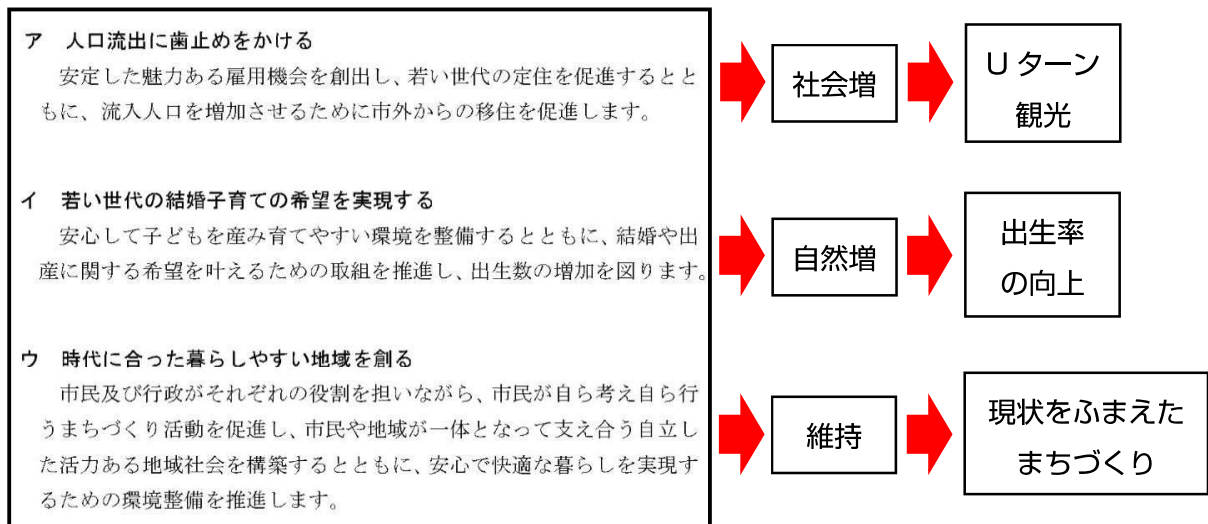 ア 人口流出に歯止めをかける
安定した魅力ある雇用機会を創出し、若い世代の定住を促進するとと
もに、流入人口を増加させるために市外からの移住を促進します。
社会増
Uターン
観光
イ 若い世代の結婚子育ての希望を実現する
安心して子どもを産み育てやすい環境を整備するとともに、結婚や出
産に関する希望を叶えるための取組を推進し、出生数の増加を図ります。
自然増
出生率
の向上
ウ 時代に合った暮らしやすい地域を創る
市民及び行政がそれぞれの役割を担いながら、市民が自ら考え自ら行
うまちづくり活動を促進し、市民や地域が一体となって支え合う自立し
た活力ある地域社会を構築するとともに、安心で快適な暮らしを実現す
るための環境整備を推進します。
維持
現状をふまえた
まちづくり